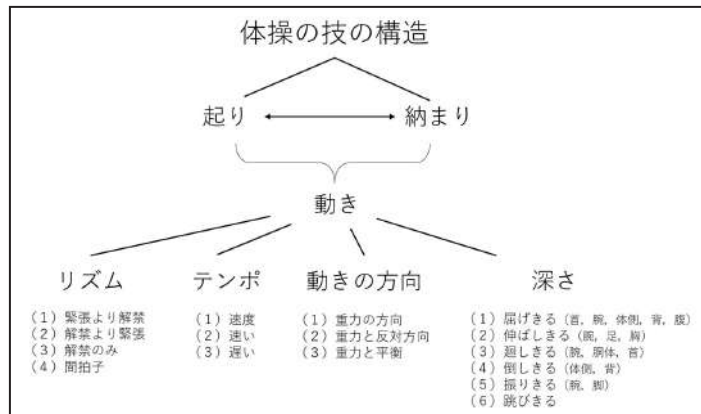 体操の技の構造
起り
納まり
動き
リズム
(1) 緊張より解禁
(2) 解禁より緊張
(3) 解禁のみ
(4) 間拍子
テンポ
(1) 速度
(2) 速い
(3) 遅い
動きの方向
(1) 重力の方向
(2) 重力と反対方向
(3) 重力と平衡
深さ
(1) 屈げきる (首, 腕, 体側, 背, 腹)
(2) 伸ばしきる (腕, 足, 胸)
(3) 廻しきる (腕, 胴体, 首)
(4) 倒しきる (体側, 背)
(5) 振りきる (腕, 脚)
(6) 跳びきる